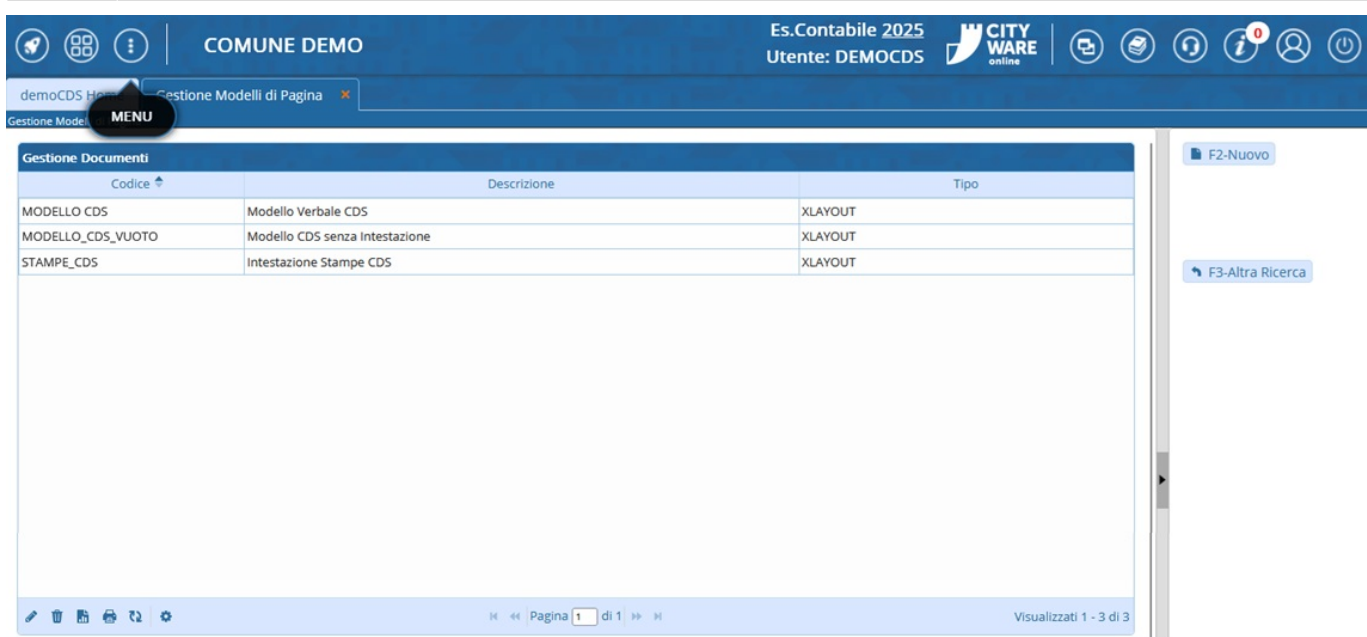 COMUNE DEMO
Es.Contabile 2025
Utente: DEMOCDS
CITY
WARE
online
0
demoCDS
Gestione Modelli di Pagina
MENU
Gestione
Gestione Documenti
Codice Descrizione Tipo
MODELLO CDS Modello Verbale CDS XLAYOUT
MODELLO_CDS_VUOTO Modello CDS senza Intestazione XLAYOUT
STAMPE_CDS Intestazione Stampe CDS XLAYOUT
F2-Nuovo
F3-Altra Ricerca
Pagina 1 di 1
Visualizzati 1 - 3 di 3